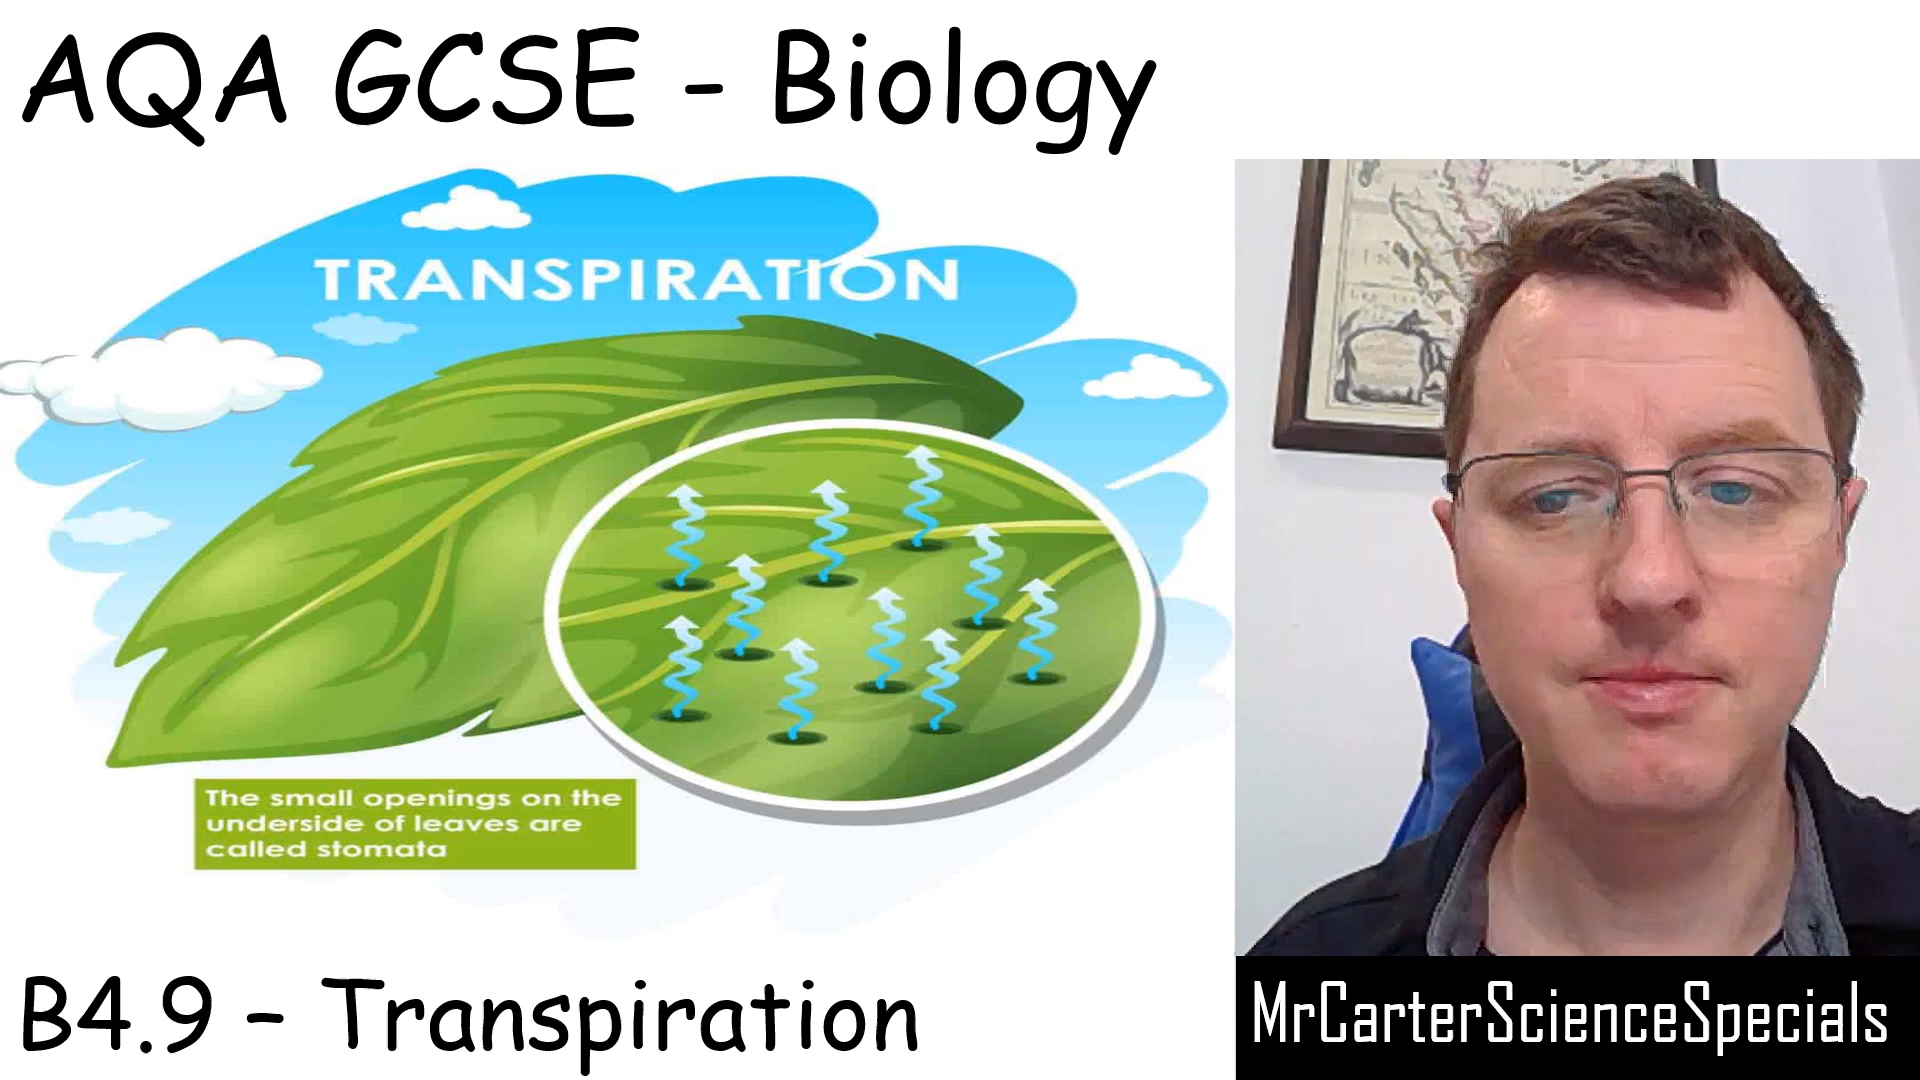 AQA GCSE - Biology
TRANSPIRATION
The small openings on the
underside of leaves are
called stomata
B4.9 – Transpiration
MrCarterScienceSpecials